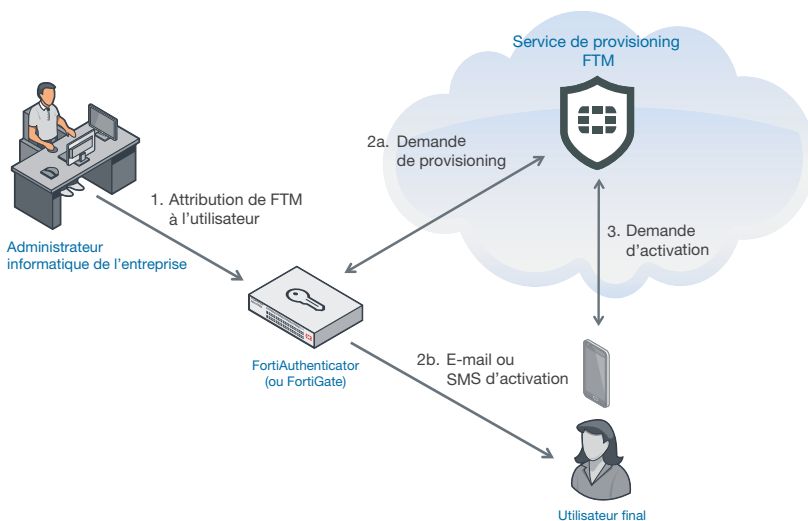 Service de provisioning
FTM
2a. Demande
de provisioning
1. Attribution de FTM
à l'utilisateur
3. Demande
d'activation
Administrateur
informatique de l'entreprise
FortiAuthenticator
(ou FortiGate)
2b. E-mail ou
SMS d'activation
Utilisateur final